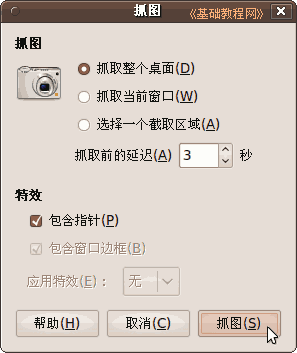 抓图
《基础教程网》
抓图
抓取整个桌面(D)
抓取当前窗口(W)
选择一个截取区域(A)
抓取前的延迟(A) 3 秒
特效
包含指针(P)
包含窗口边框(B)
应用特效(E)： 无
帮助(H) 取消(C) 抓图(S)